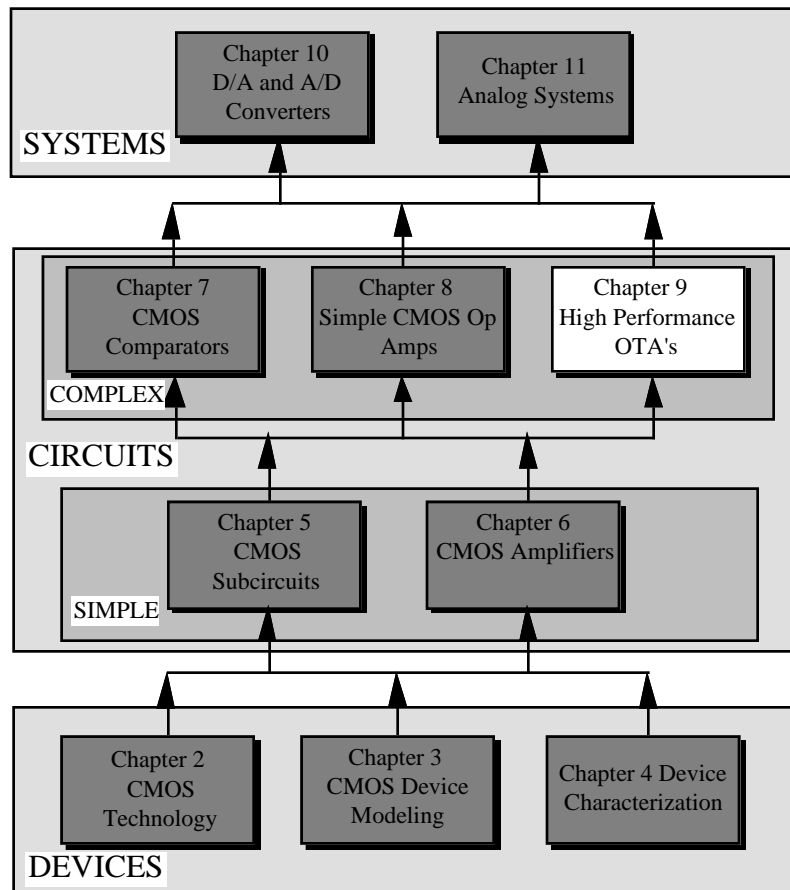 Chapter 10
D/A and A/D
Converters
Chapter 11
Analog Systems
SYSTEMS
Chapter 7
CMOS
Comparators
Chapter 8
Simple CMOS Op
Amps
Chapter 9
High Performance
OTA's
COMPLEX
CIRCUITS
Chapter 5
CMOS
Subcircuits
Chapter 6
CMOS Amplifiers
SIMPLE
Chapter 2
CMOS
Technology
Chapter 3
CMOS Device
Modeling
Chapter 4 Device
Characterization
DEVICES